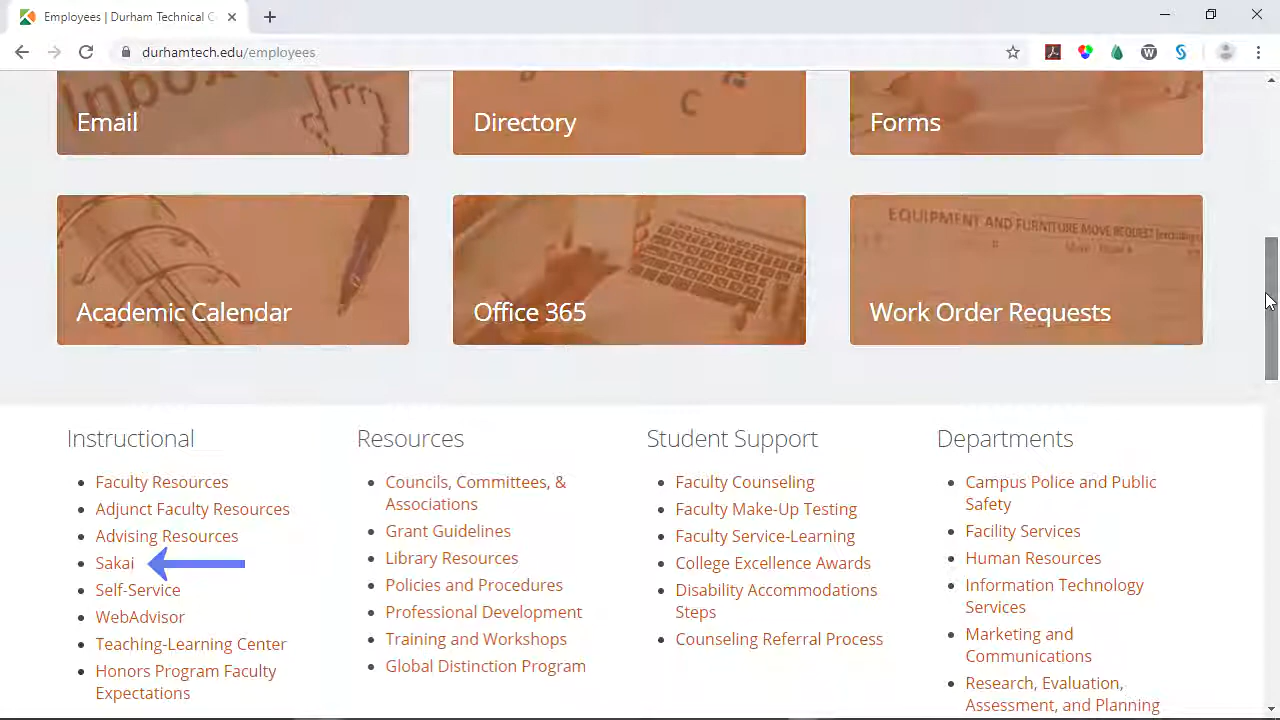 Employees | Durham Technical C
durhamtech.edu/employees
Inbox
Email
Directory
C
Forms
Academic Calendar
Office 365
EQUIPMENT AND FURNITURE MOVE REQUEST
Work Order Requests
Instructional
Faculty Resources
Adjunct Faculty Resources
Advising Resources
Sakai
Self-Service
WebAdvisor
Teaching-Learning Center
Honors Program Faculty
Expectations
Resources
Councils, Committees, &
Associations
Grant Guidelines
Library Resources
Policies and Procedures
Professional Development
Training and Workshops
Global Distinction Program
Student Support
Faculty Counseling
Faculty Make-Up Testing
Faculty Service-Learning
College Excellence Awards
Disability Accommodations
Steps
Counseling Referral Process
Departments
Campus Police and Public
Safety
Facility Services
Human Resources
Information Technology
Services
Marketing and
Communications
Research, Evaluation,
Assessment, and Planning